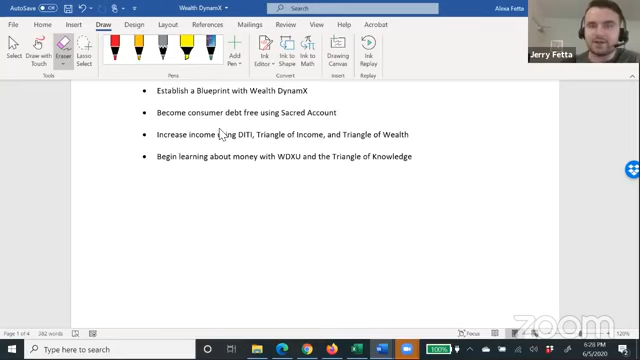 AutoSave Off
Wealth DynamX
Search
Alexa Fetta
File Home Insert Draw Design Layout References Mailings Review View Help Acrobat
Select
Draw with Touch
Eraser
Lasso Select
Add Pen
Ink Editor
Ink to Shape
Ink to Math
Drawing Canvas
Ink Replay
Tools
Pens
Convert
Insert
Replay
Jerry Fetta
• Establish a Blueprint with Wealth DynamX
• Become consumer debt free using Sacred Account
• Increase income using DITI, Triangle of Income, and Triangle of Wealth
• Begin learning about money with WDXU and the Triangle of Knowledge
Page 1 of 4 382 words
Focus
120%
zoom
Type here to search
100%
6:28 PM
6/5/2020